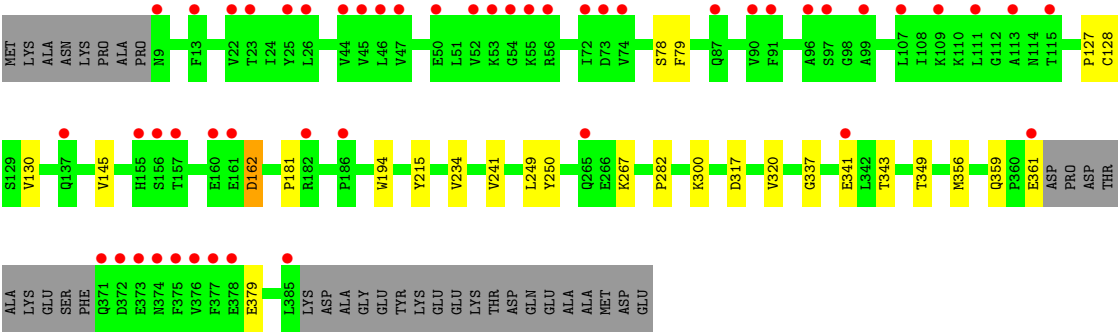 MET LYS ALA ASN LYS PRO ALA PRO N9 F13 V22 T23 I24 Y25 L26 V44 V45 L46 V47 E50 L51 V52 K53 G54 K55 R56 I72 D73 V74 S78 F79 Q87 V90 F91 A96 S97 G98 A99 L107 I108 K109 K110 L111 G112 A113 N114 T115 P127 C128
S129 V130 Q137 V145 H155 S156 T157 E160 E161 D162 P181 R182 P186 W194 Y215 V234 V241 L249 Y250 Q265 E266 K267 P282 K300 D317 V320 G337 E341 L342 T343 T349 M356 Q359 P360 E361 ASP PRO ASP THR
ALA LYS GLU SER PHE Q371 D372 E373 N374 F375 V376 F377 E378 E379 L385 LYS ASP ALA GLY GLU TYR LYS GLU GLU LYS THR ASP GLN GLU ALA ALA MET ASP GLU